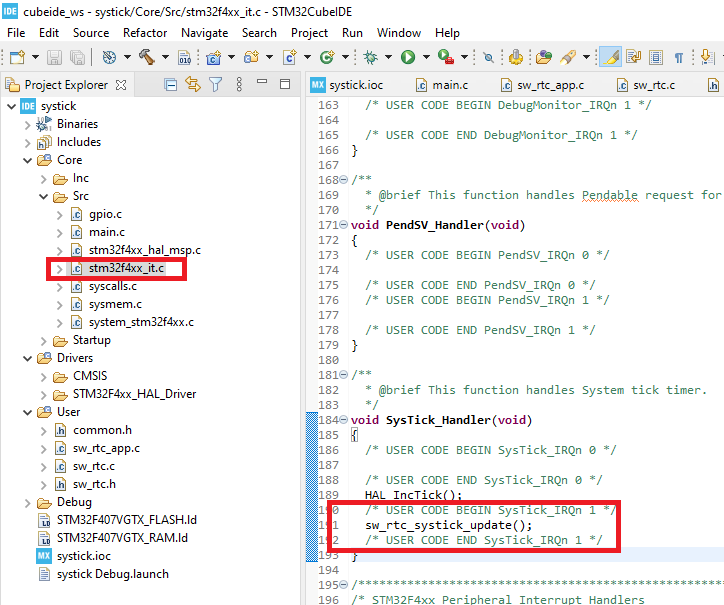 IDE cubeide_ws - systick/Core/Src/stm32f4xx_it.c - STM32CubeIDE
File Edit Source Refactor Navigate Search Project Run Window Help
Project Explorer
IDE systick
Binaries
Includes
Core
Inc
Src
gpio.c
main.c
stm32f4xx_hal_msp.c
stm32f4xx_it.c
syscalls.c
sysmem.c
system_stm32f4xx.c
Startup
Drivers
CMSIS
STM32F4xx_HAL_Driver
User
common.h
sw_rtc_app.c
sw_rtc.c
sw_rtc.h
Debug
STM32F407VGTX_FLASH.ld
STM32F407VGTX_RAM.ld
MX systick.ioc
systick Debug.launch
MX systick.ioc main.c sw_rtc_app.c sw_rtc.c
163 /* USER CODE BEGIN DebugMonitor_IRQn 1 */
164
165 /* USER CODE END DebugMonitor_IRQn 1 */
166 }
167
168 /**
169 * @brief This function handles Pendable request for
170 */
171 void PendSV_Handler(void)
172 {
173 /* USER CODE BEGIN PendSV_IRQn 0 */
174
175 /* USER CODE END PendSV_IRQn 0 */
176 /* USER CODE BEGIN PendSV_IRQn 1 */
177
178 /* USER CODE END PendSV_IRQn 1 */
179 }
180
181 /**
182 * @brief This function handles System tick timer.
183 */
184 void SysTick_Handler(void)
185 {
186 /* USER CODE BEGIN SysTick_IRQn 0 */
187
188 /* USER CODE END SysTick_IRQn 0 */
189 HAL_IncTick();
190 /* USER CODE BEGIN SysTick_IRQn 1 */
191 sw_rtc_systick_update();
192 /* USER CODE END SysTick_IRQn 1 */
193 }
194
195 /******************************************
196 /* STM32F4xx Peripheral Interrupt Handlers